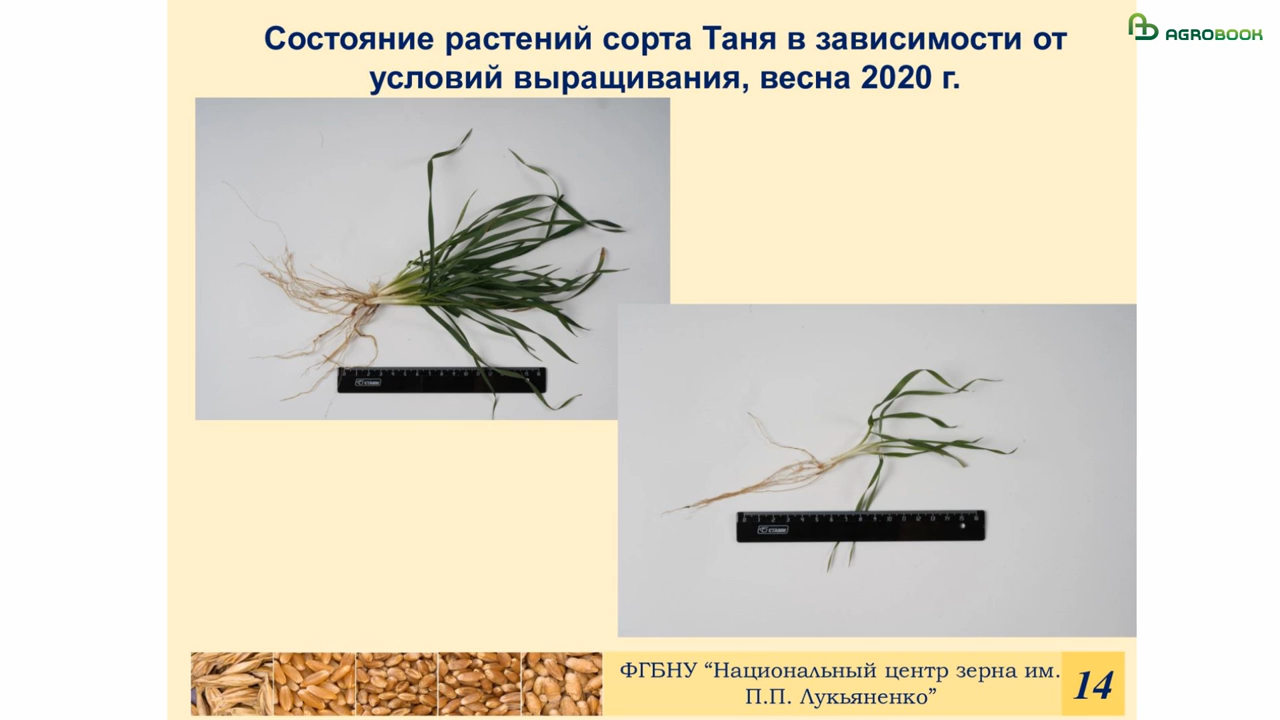 Состояние растений сорта Таня в зависимости от
условий выращивания, весна 2020 г.
AGROBOOK
ФГБНУ “Национальный центр зерна им.
П.П. Лукьяненко”
14